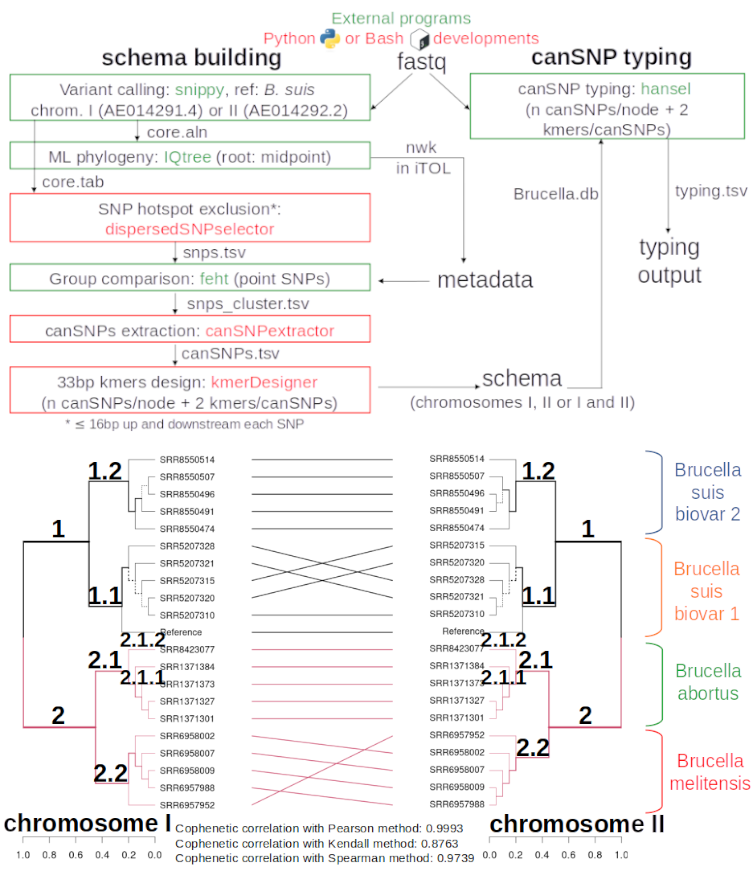 External programs
Python or Bash developments
schema building
fastq
canSNP typing
Variant calling: snippy, ref: B. suis
chrom. I (AE014291.4) or II (AE014292.2)
canSNP typing: hansel
(n canSNPs/node + 2
kmers/canSNPs)
core.aln
ML phylogeny: IQtree (root: midpoint)
nwk
in iTOL
core.tab
Brucella.db
typing.tsv
SNP hotspot exclusion*:
dispersedSNPselector
typing
output
snps.tsv
Group comparison: feht (point SNPs)
metadata
snps_cluster.tsv
canSNPs extraction: canSNPextractor
canSNPs.tsv
33bp kmers design: kmerDesigner
(n canSNPs/node + 2 kmers/canSNPs)
schema
(chromosomes I, II or I and II)
* ≤ 16bp up and downstream each SNP
1
1.2
1.1
2
2.1
2.1.2
2.1.1
2.2
SRR8550514
SRR8550507
SRR8550496
SRR8550491
SRR8550474
SRR5207328
SRR5207321
SRR5207315
SRR5207320
SRR5207310
Reference
SRR8423077
SRR1371384
SRR1371373
SRR1371327
SRR1371301
SRR6958002
SRR6958007
SRR6958009
SRR6957988
SRR6957952
SRR8550514
SRR8550507
SRR8550496
SRR8550491
SRR8550474
SRR5207315
SRR5207320
SRR5207328
SRR5207321
SRR5207310
Reference
SRR8423077
SRR1371384
SRR1371373
SRR1371327
SRR1371301
SRR6957952
SRR6958002
SRR6958007
SRR6958009
SRR6957988
1.2
1
1.1
2.1.2
2.1
2.1.1
2
2.2
Brucella
suis
biovar 2
Brucella
suis
biovar 1
Brucella
abortus
Brucella
melitensis
chromosome I
1.0 0.8 0.6 0.4 0.2 0.0
Cophenetic correlation with Pearson method: 0.9993
Cophenetic correlation with Kendall method: 0.8763
Cophenetic correlation with Spearman method: 0.9739
chromosome II
0.0 0.2 0.4 0.6 0.8 1.0